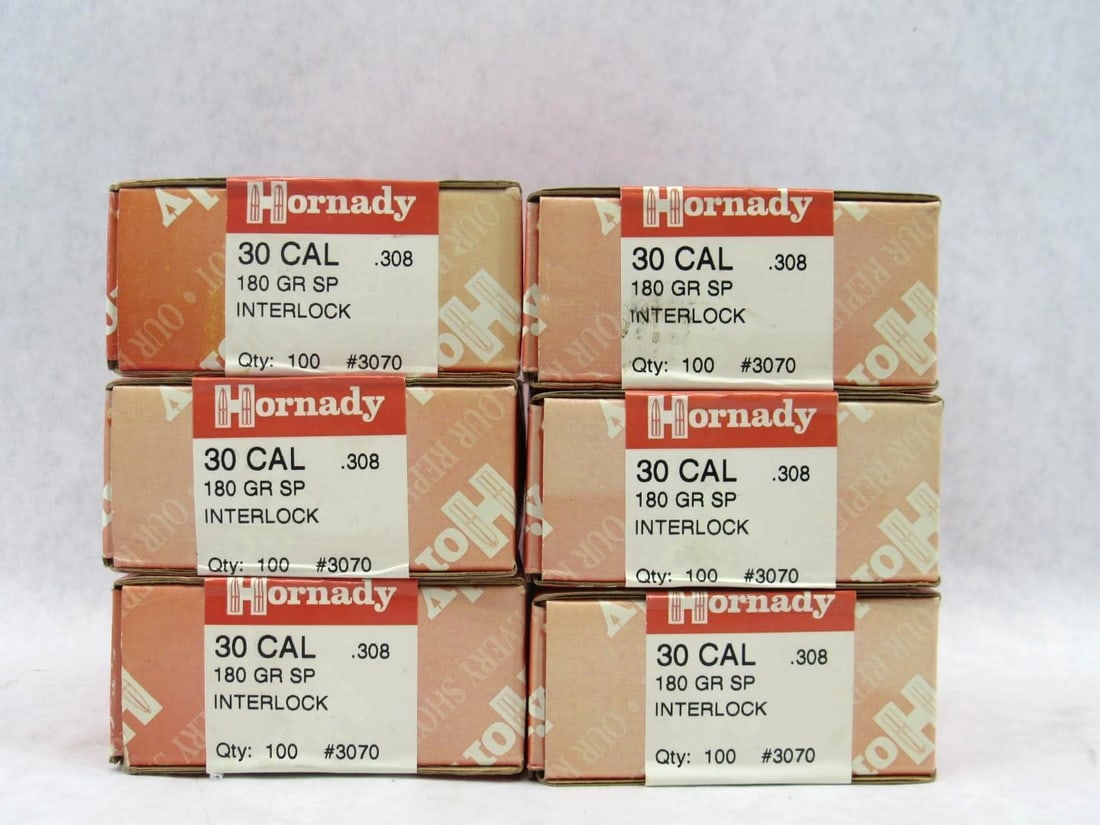 Hornady
30 CAL .308
180 GR SP
INTERLOCK
Qty: 100 #3070
Hornady
30 CAL .308
180 GR SP
INTERLOCK
Qty: 100 #3070
Hornady
30 CAL .308
180 GR SP
INTERLOCK
Qty: 100 #3070
Hornady
30 CAL .308
180 GR SP
INTERLOCK
Qty: 100 #3070
Hornady
30 CAL .308
180 GR SP
INTERLOCK
Qty: 100 #3070
Hornady
30 CAL .308
180 GR SP
INTERLOCK
Qty: 100 #3070